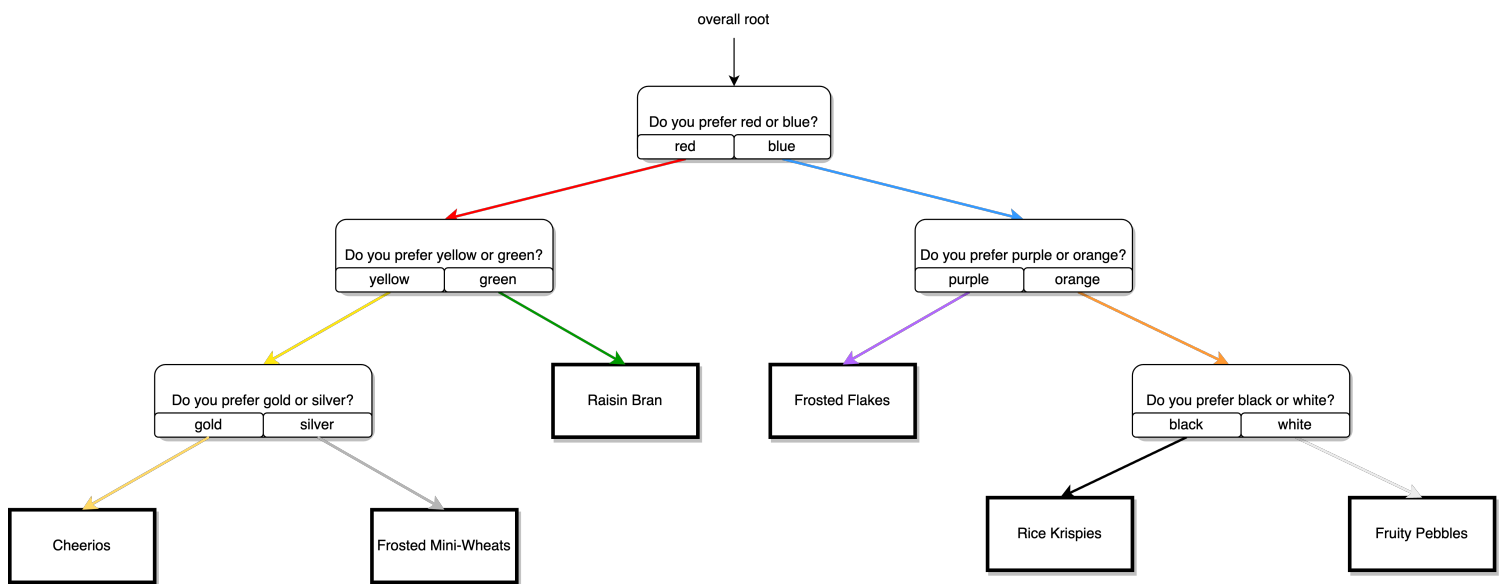 overall root
Do you prefer red or blue?
red
blue
Do you prefer yellow or green?
yellow
green
Do you prefer purple or orange?
purple
orange
Do you prefer gold or silver?
gold
silver
Raisin Bran
Frosted Flakes
Do you prefer black or white?
black
white
Cheerios
Frosted Mini-Wheats
Rice Krispies
Fruity Pebbles